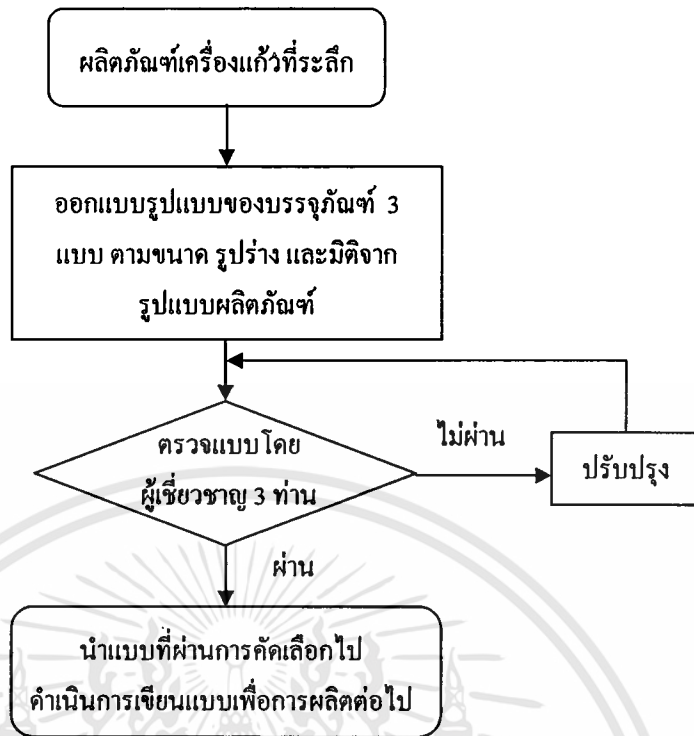 ผลิตภัณฑ์เครื่องแก้วที่ระลึก
ออกแบบรูปแบบของบรรจุภัณฑ์ 3
แบบ ตามขนาด รูปร่าง และมิติจาก
รูปแบบผลิตภัณฑ์
ตรวจแบบโดย
ผู้เชี่ยวชาญ 3 ท่าน
ไม่ผ่าน
ปรับปรุง
ผ่าน
นำแบบที่ผ่านการคัดเลือกไป
ดำเนินการเขียนแบบเพื่อการผลิตต่อไป